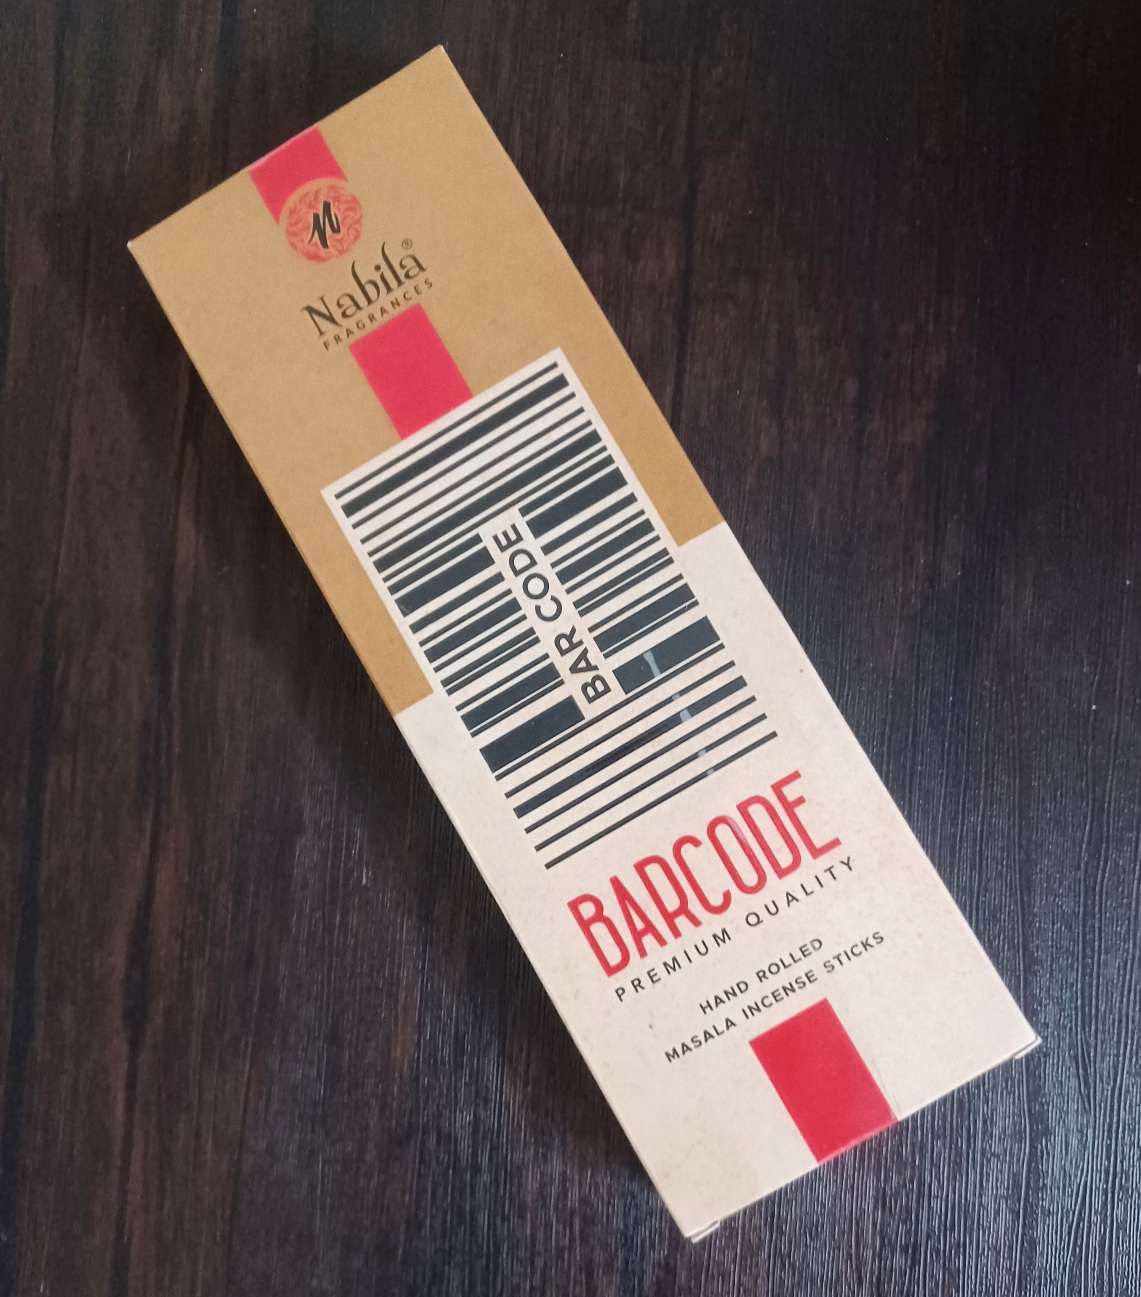 n
Nabila®
FRAGRANCES
BAR CODE
BARCODE
PREMIUM QUALITY
HAND ROLLED
MASALA INCENSE STICKS